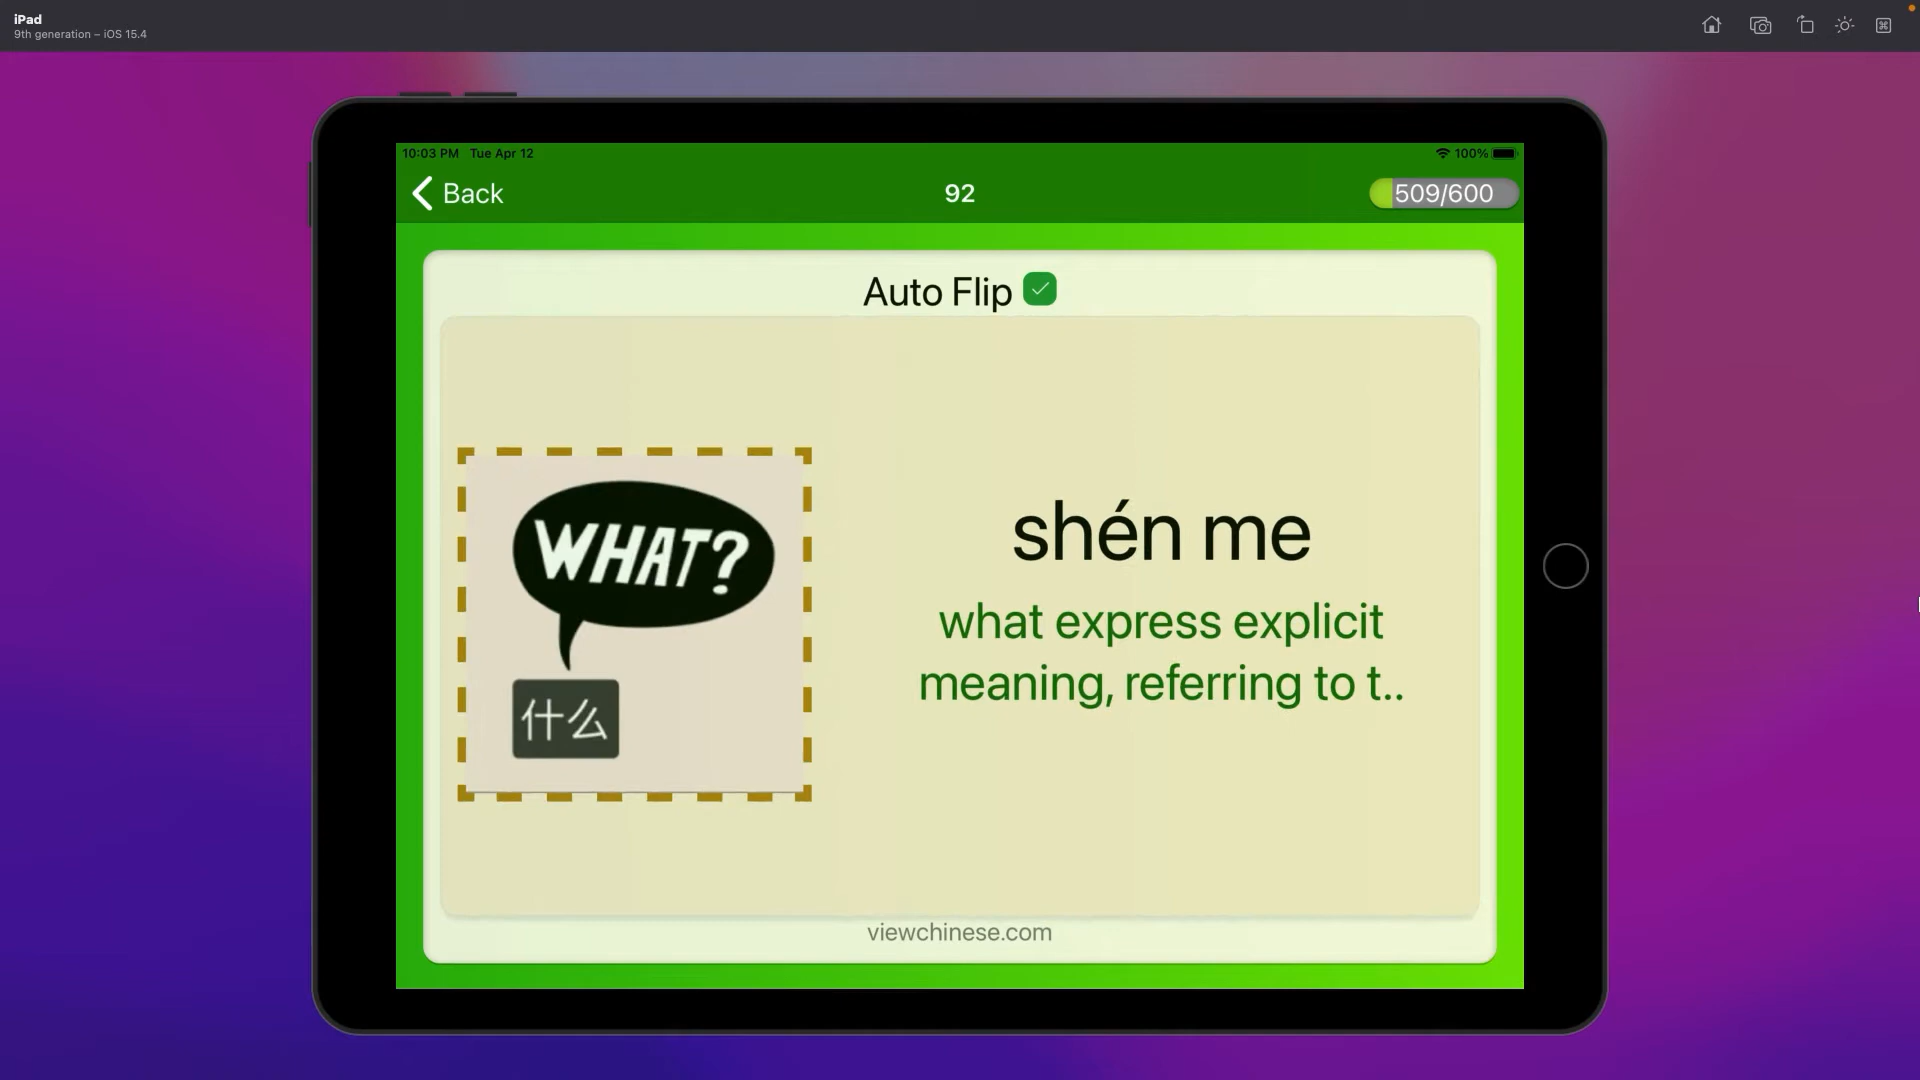 iPad
9th generation – iOS 15.4
10:03 PM Tue Apr 12
100%
Back
92
509/600
Auto Flip
WHAT?
什么
shén me
what express explicit
meaning, referring to t..
viewchinese.com